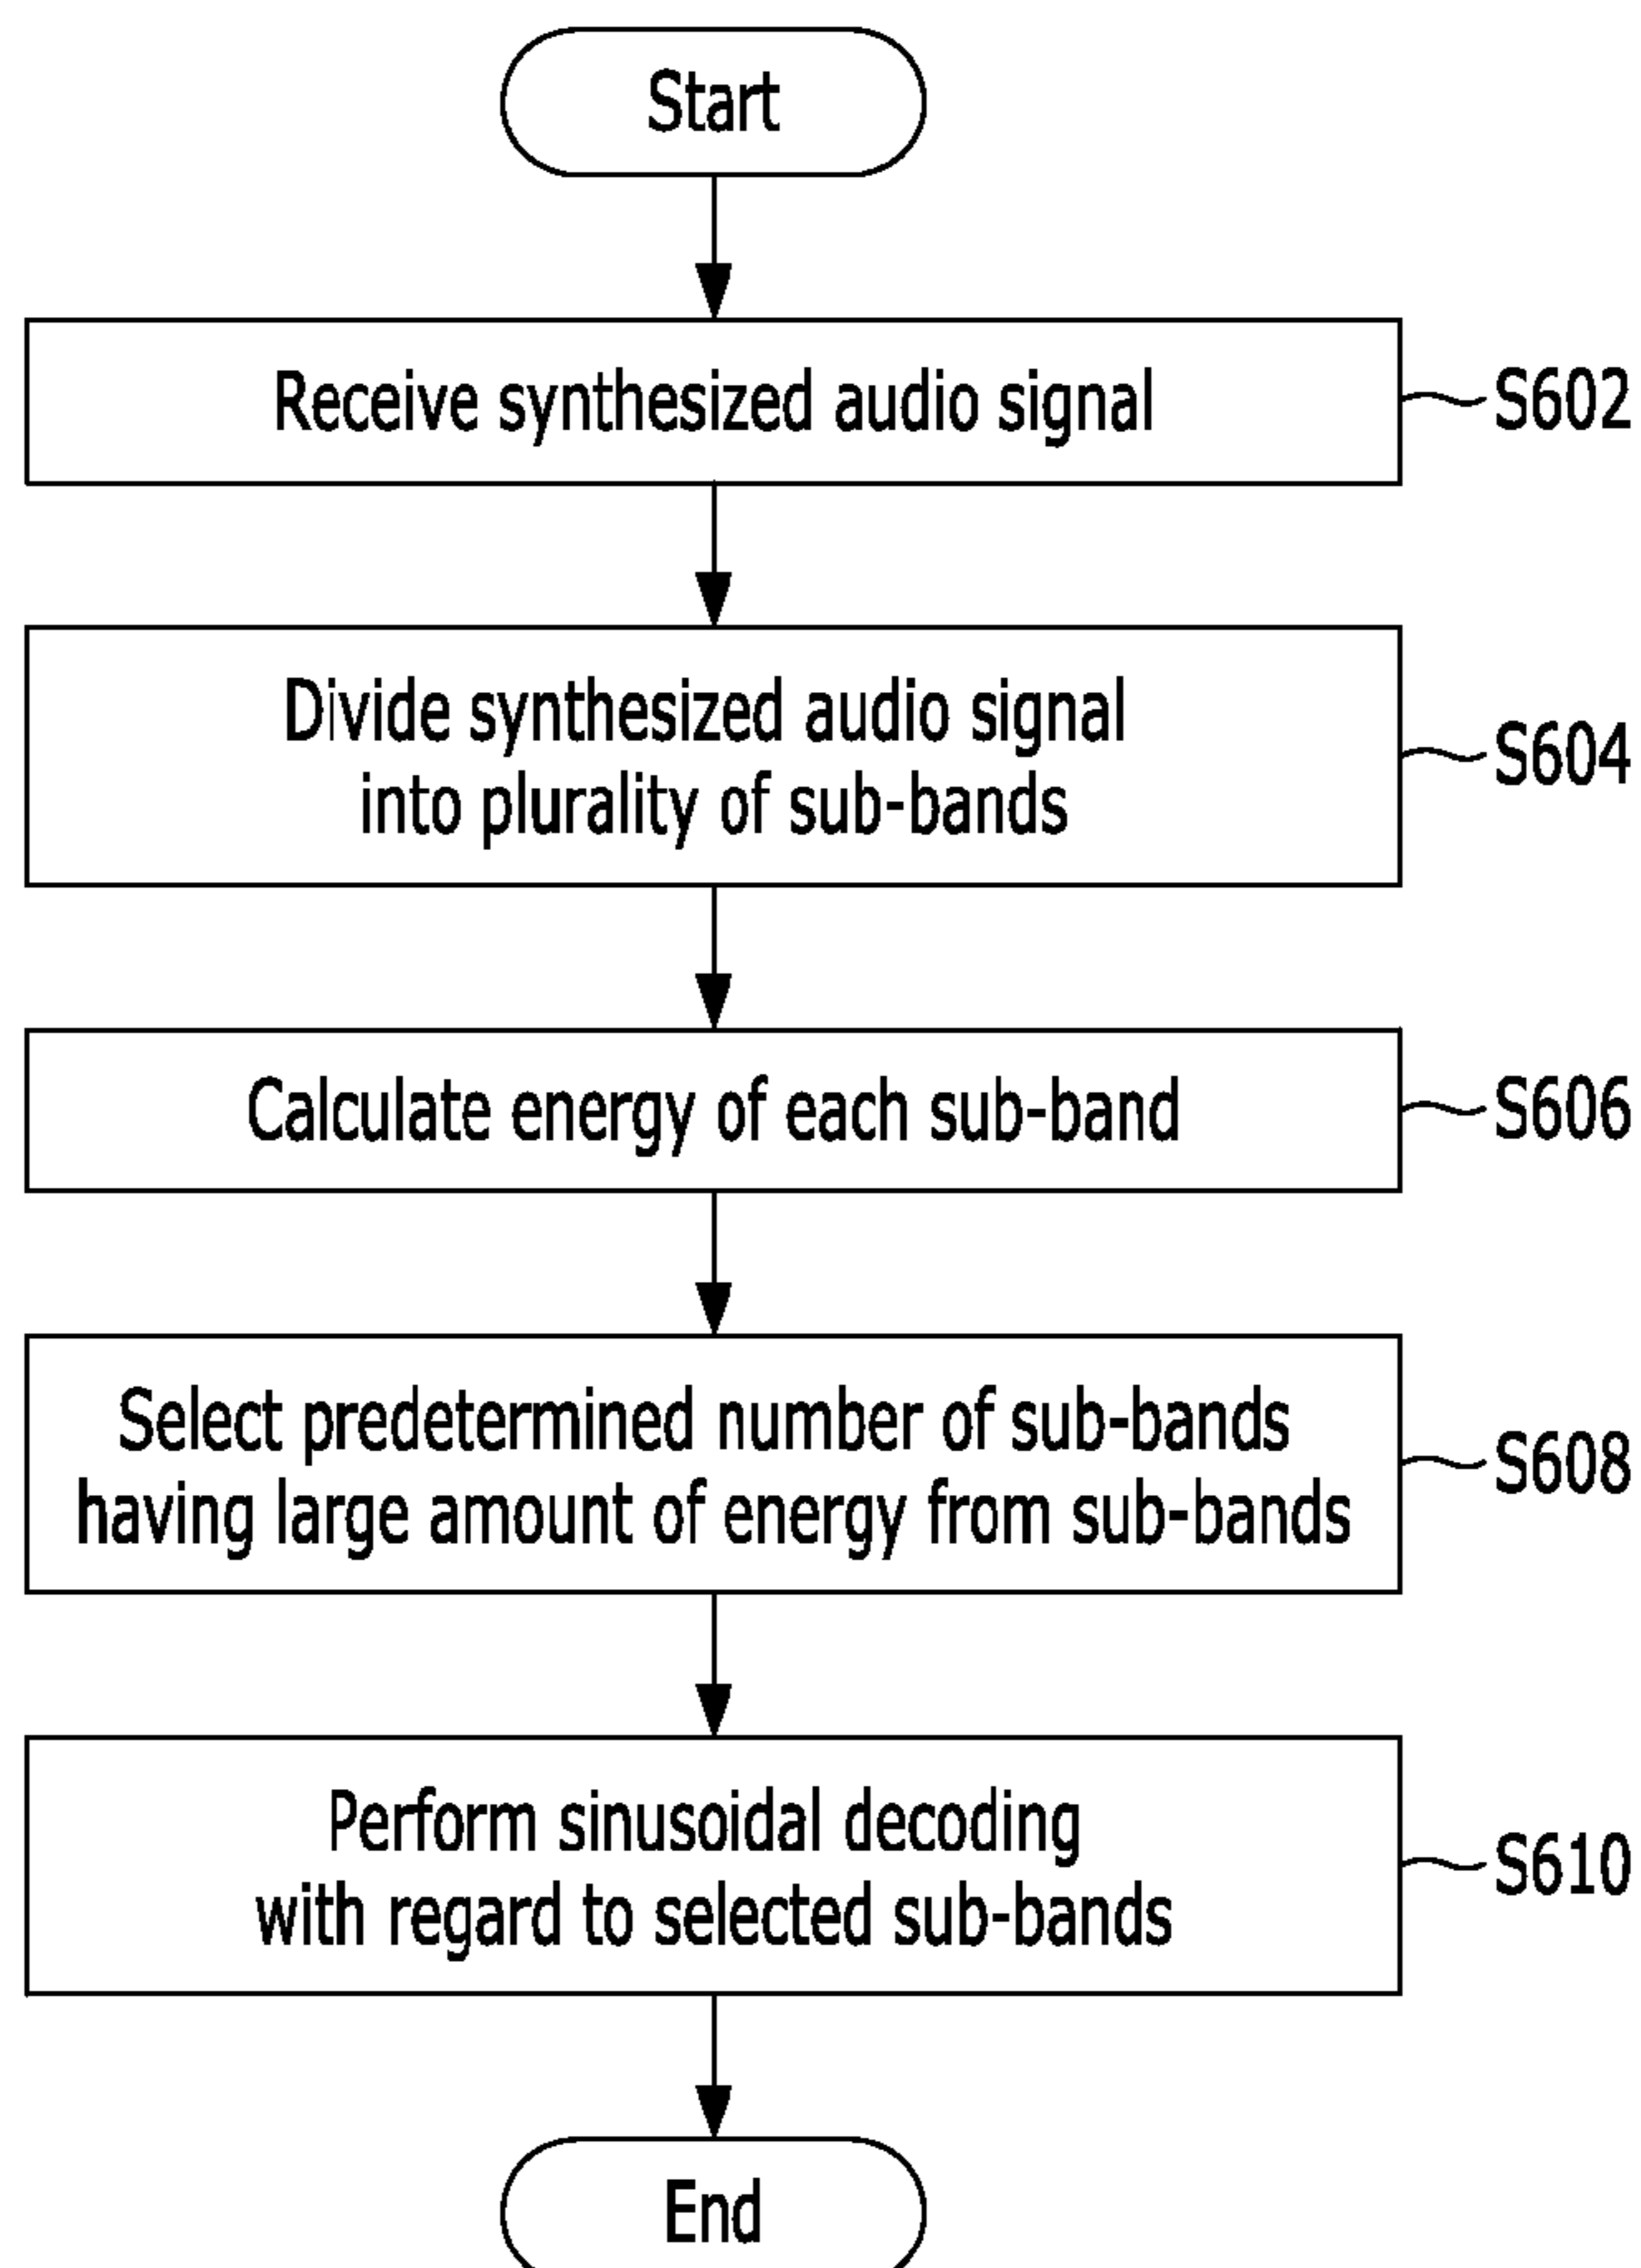 Start
Receive synthesized audio signal
S602
Divide synthesized audio signal
into plurality of sub-bands
S604
Calculate energy of each sub-band
S606
Select predetermined number of sub-bands
having large amount of energy from sub-bands
S608
Perform sinusoidal decoding
with regard to selected sub-bands
S610
End